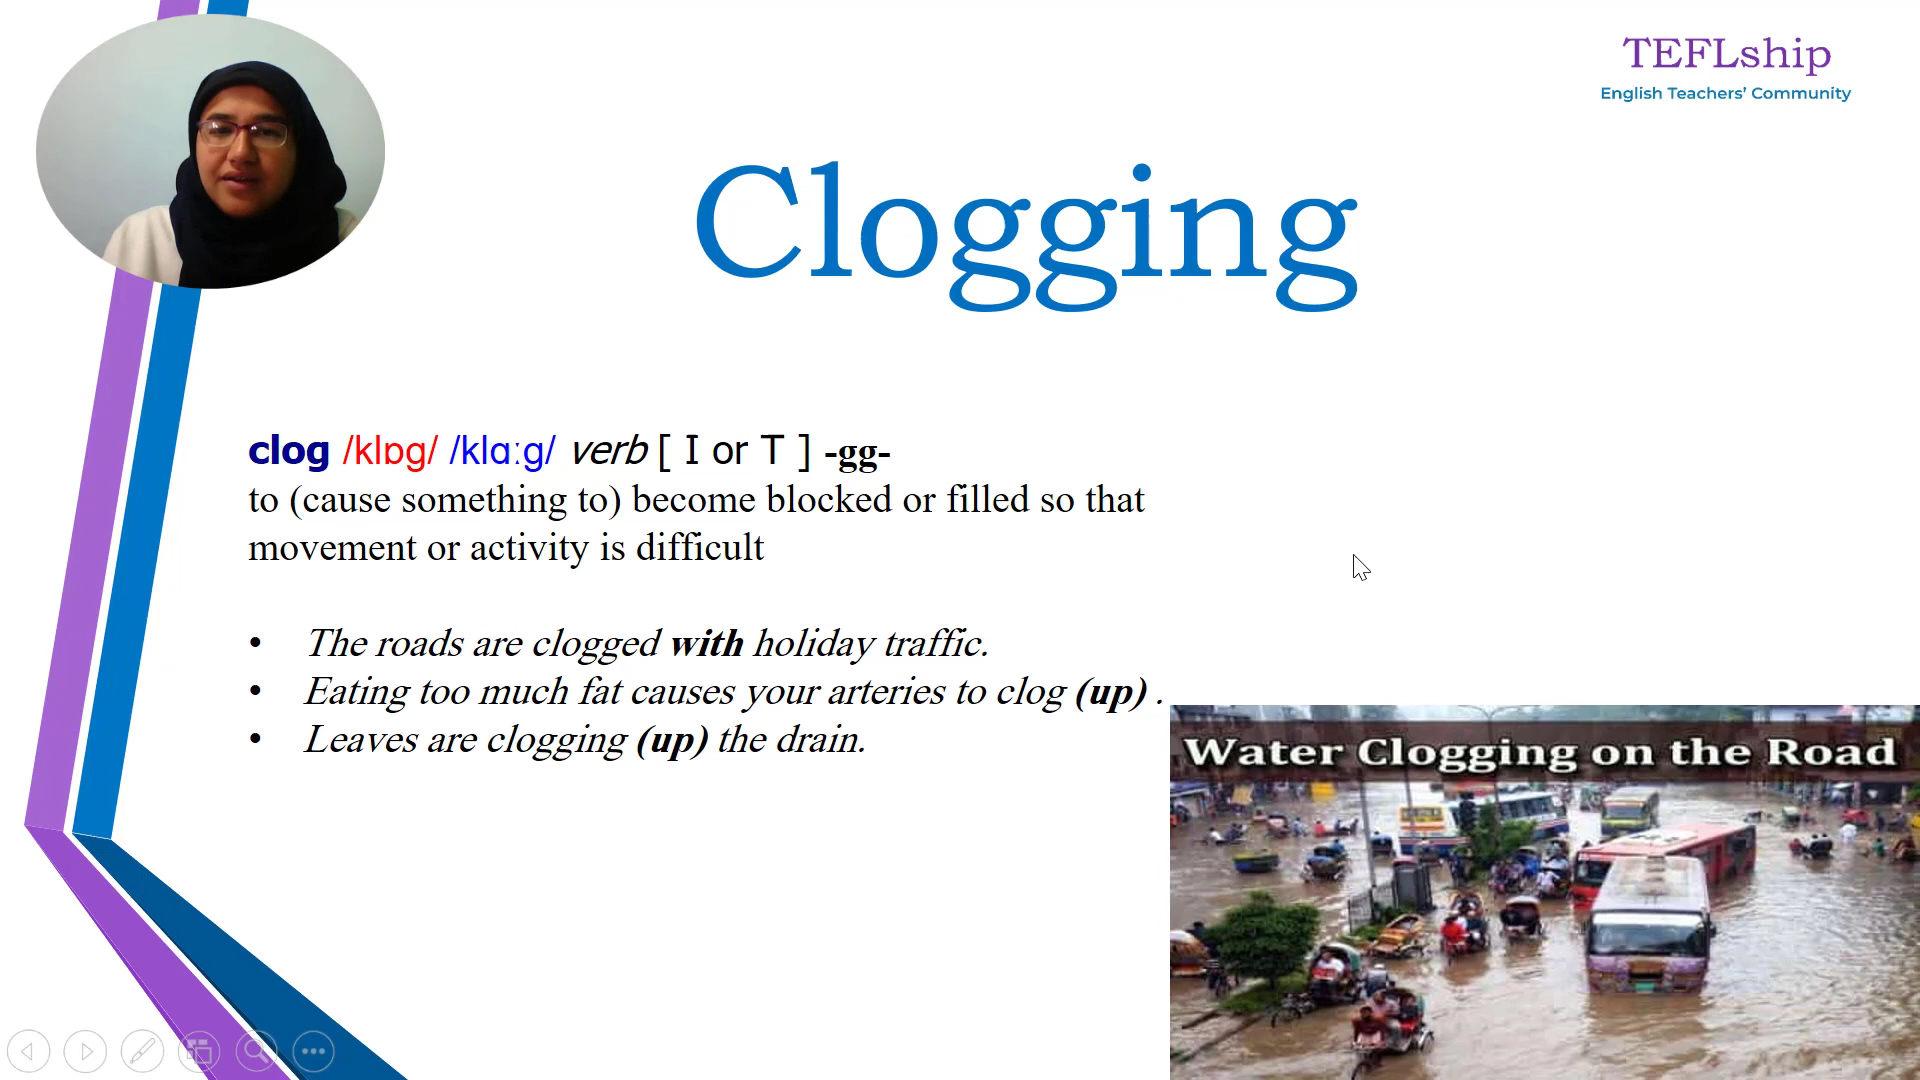 TEFLship
English Teachers’ Community
Clogging
clog /klɒg/ /klɑːg/ verb [ I or T ] -gg-
to (cause something to) become blocked or filled so that
movement or activity is difficult
• The roads are clogged with holiday traffic.
• Eating too much fat causes your arteries to clog (up) .
• Leaves are clogging (up) the drain.
Water Clogging on the Road